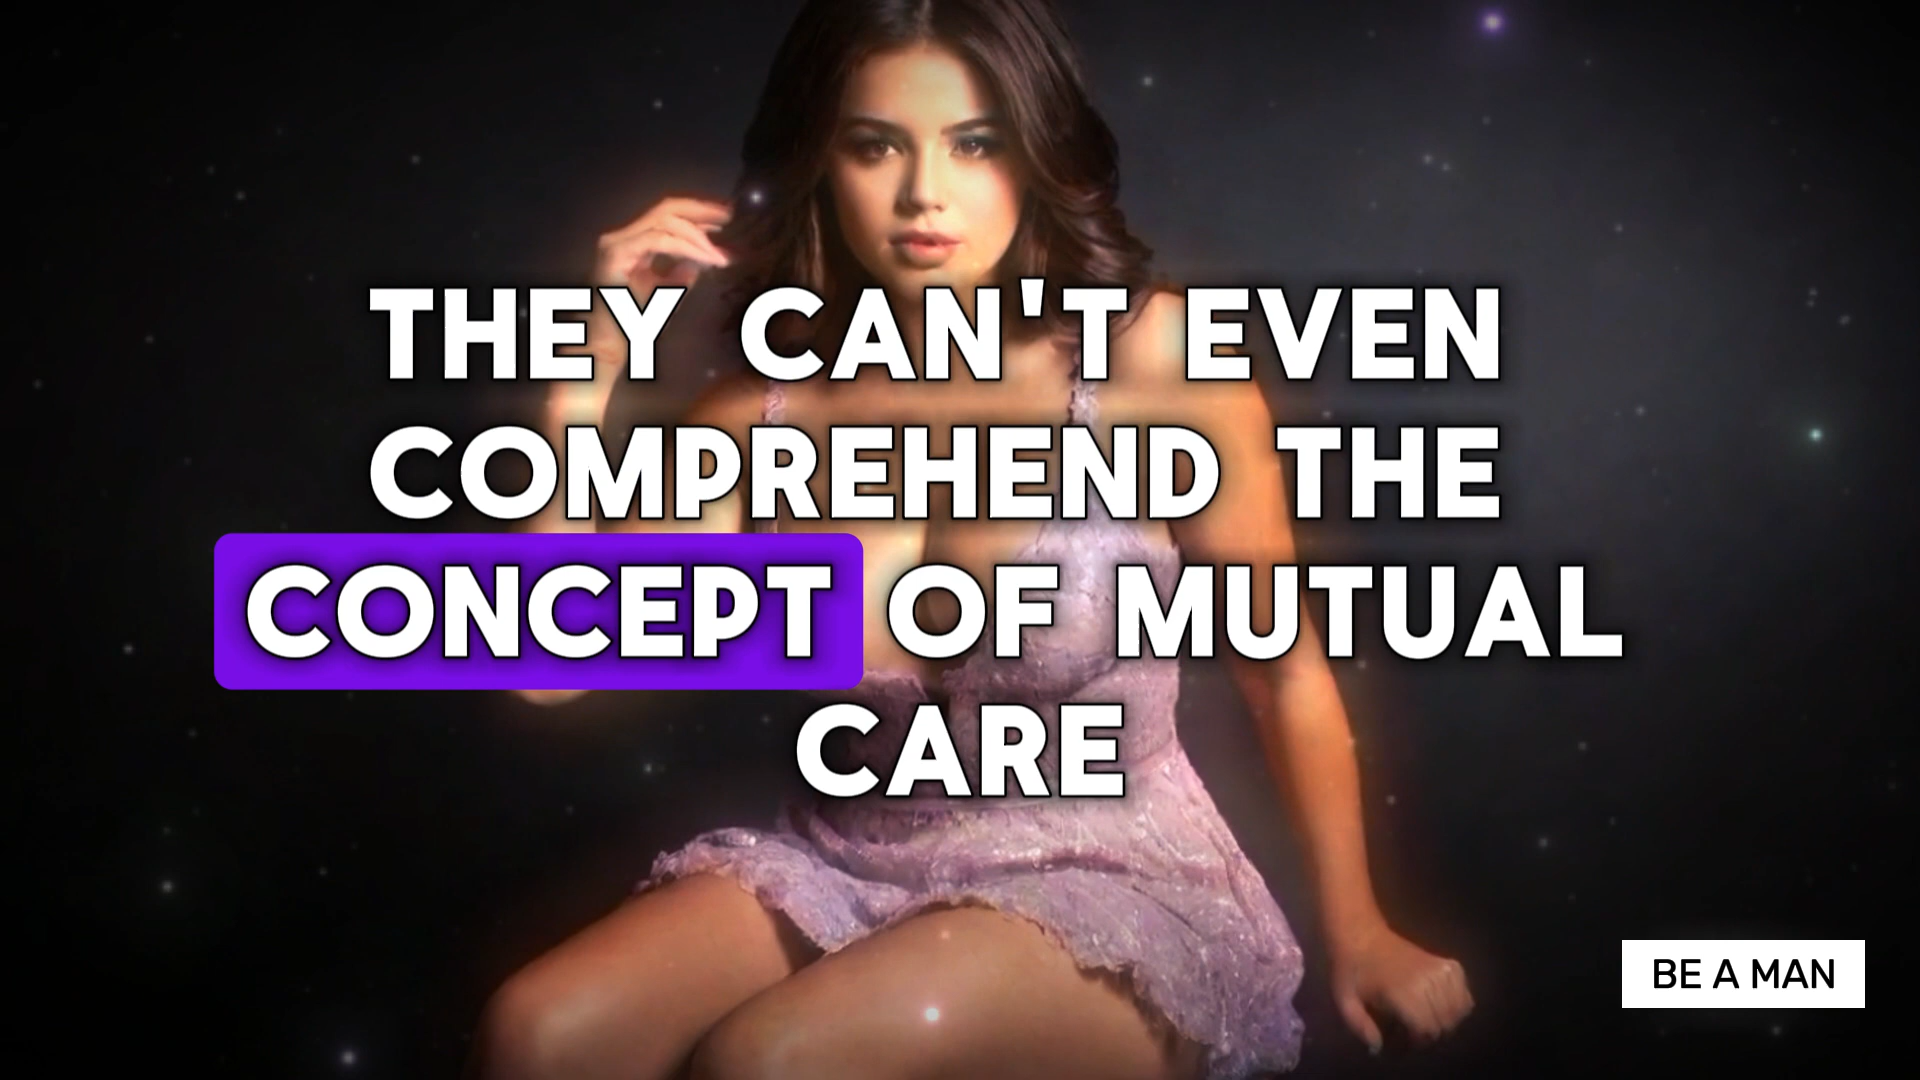 THEY CAN'T EVEN
COMPREHEND THE
CONCEPT OF MUTUAL
CARE
BE A MAN